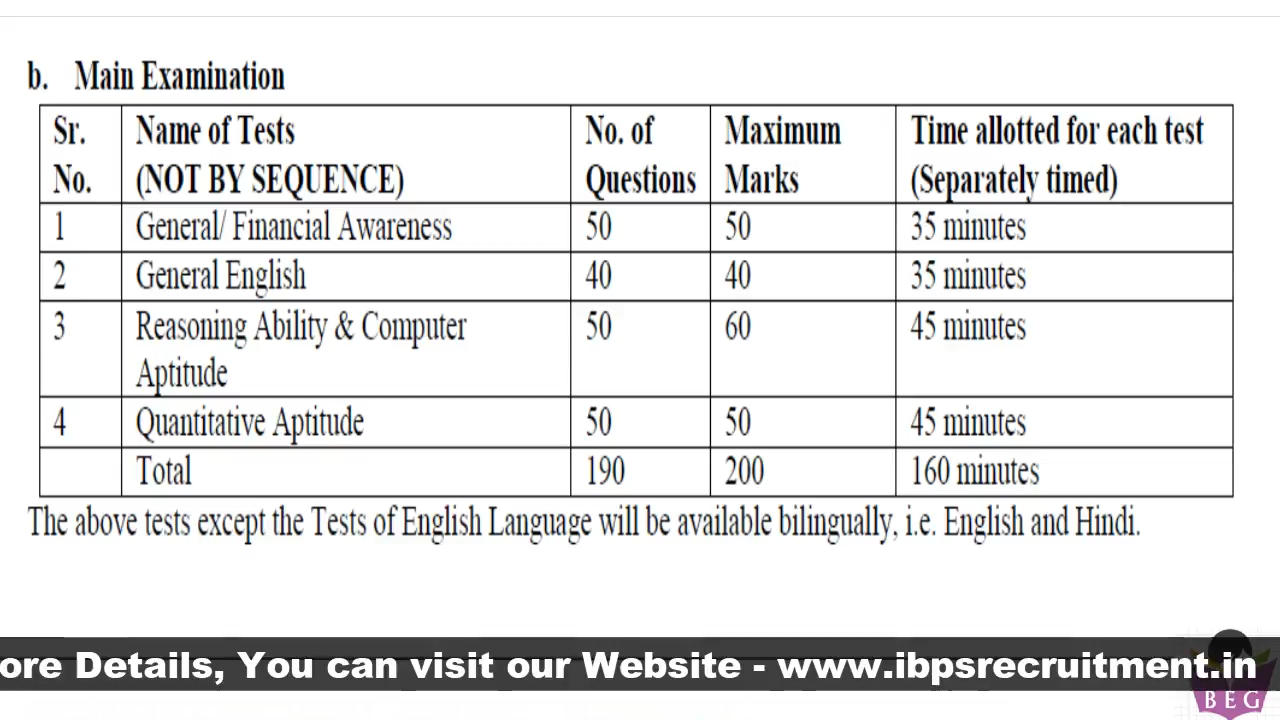 b. Main Examination
Sr. No. Name of Tests (NOT BY SEQUENCE) No. of Questions Maximum Marks Time allotted for each test (Separately timed)
1 General/ Financial Awareness 50 50 35 minutes
2 General English 40 40 35 minutes
3 Reasoning Ability & Computer Aptitude 50 60 45 minutes
4 Quantitative Aptitude 50 50 45 minutes
Total 190 200 160 minutes
The above tests except the Tests of English Language will be available bilingually, i.e. English and Hindi.
ore Details, You can visit our Website - www.ibpsrecruitment.in
BEG